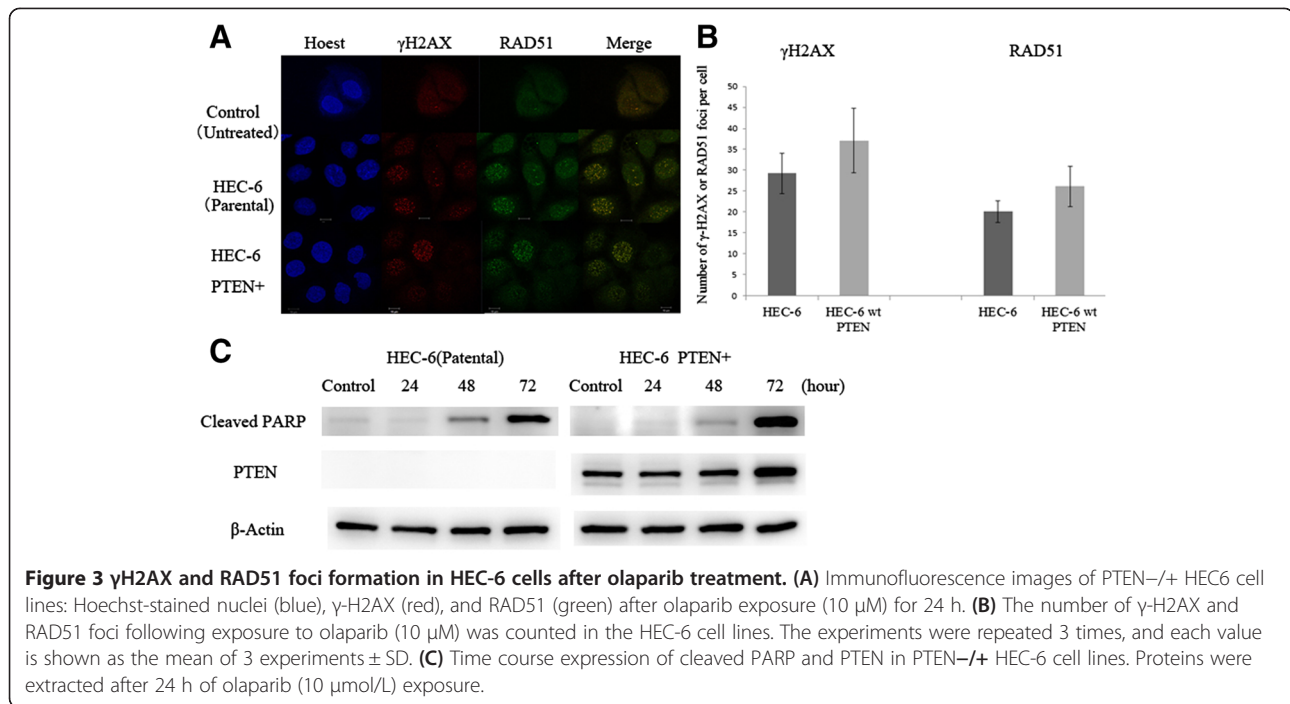 A
Hoest γH2AX RAD51 Merge
Control
(Untreated)
HEC-6
(Parental)
HEC-6
PTEN+
B
γH2AX RAD51
Number of γ-H2AX or RAD51 foci per cell
50
45
40
35
30
25
20
15
10
5
0
HEC-6 HEC-6 wt PTEN HEC-6 HEC-6 wt PTEN
C
HEC-6(Patental) HEC-6 PTEN+
Control 24 48 72 Control 24 48 72 (hour)
Cleaved PARP
PTEN
β-Actin
Figure 3 γH2AX and RAD51 foci formation in HEC-6 cells after olaparib treatment. (A) Immunofluorescence images of PTEN−/+ HEC6 cell
lines: Hoechst-stained nuclei (blue), γ-H2AX (red), and RAD51 (green) after olaparib exposure (10 μM) for 24 h. (B) The number of γ-H2AX and
RAD51 foci following exposure to olaparib (10 μM) was counted in the HEC-6 cell lines. The experiments were repeated 3 times, and each value
is shown as the mean of 3 experiments ± SD. (C) Time course expression of cleaved PARP and PTEN in PTEN−/+ HEC-6 cell lines. Proteins were
extracted after 24 h of olaparib (10 μmol/L) exposure.